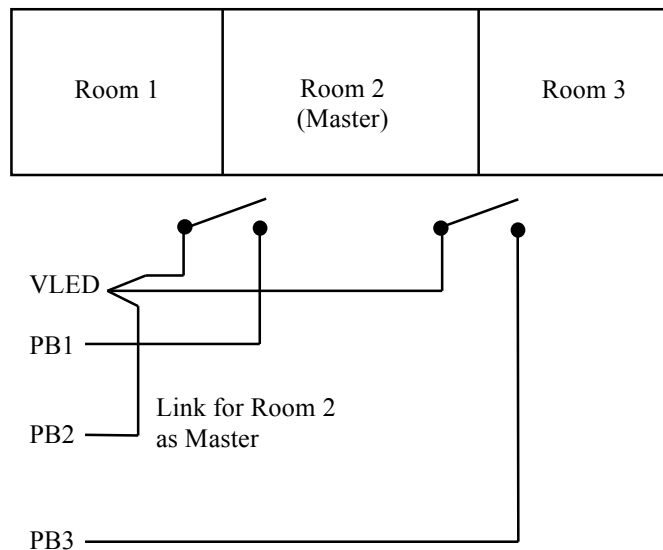 Room 1
Room 2
(Master)
Room 3
VLED
PB1
Link for Room 2
as Master
PB2
PB3